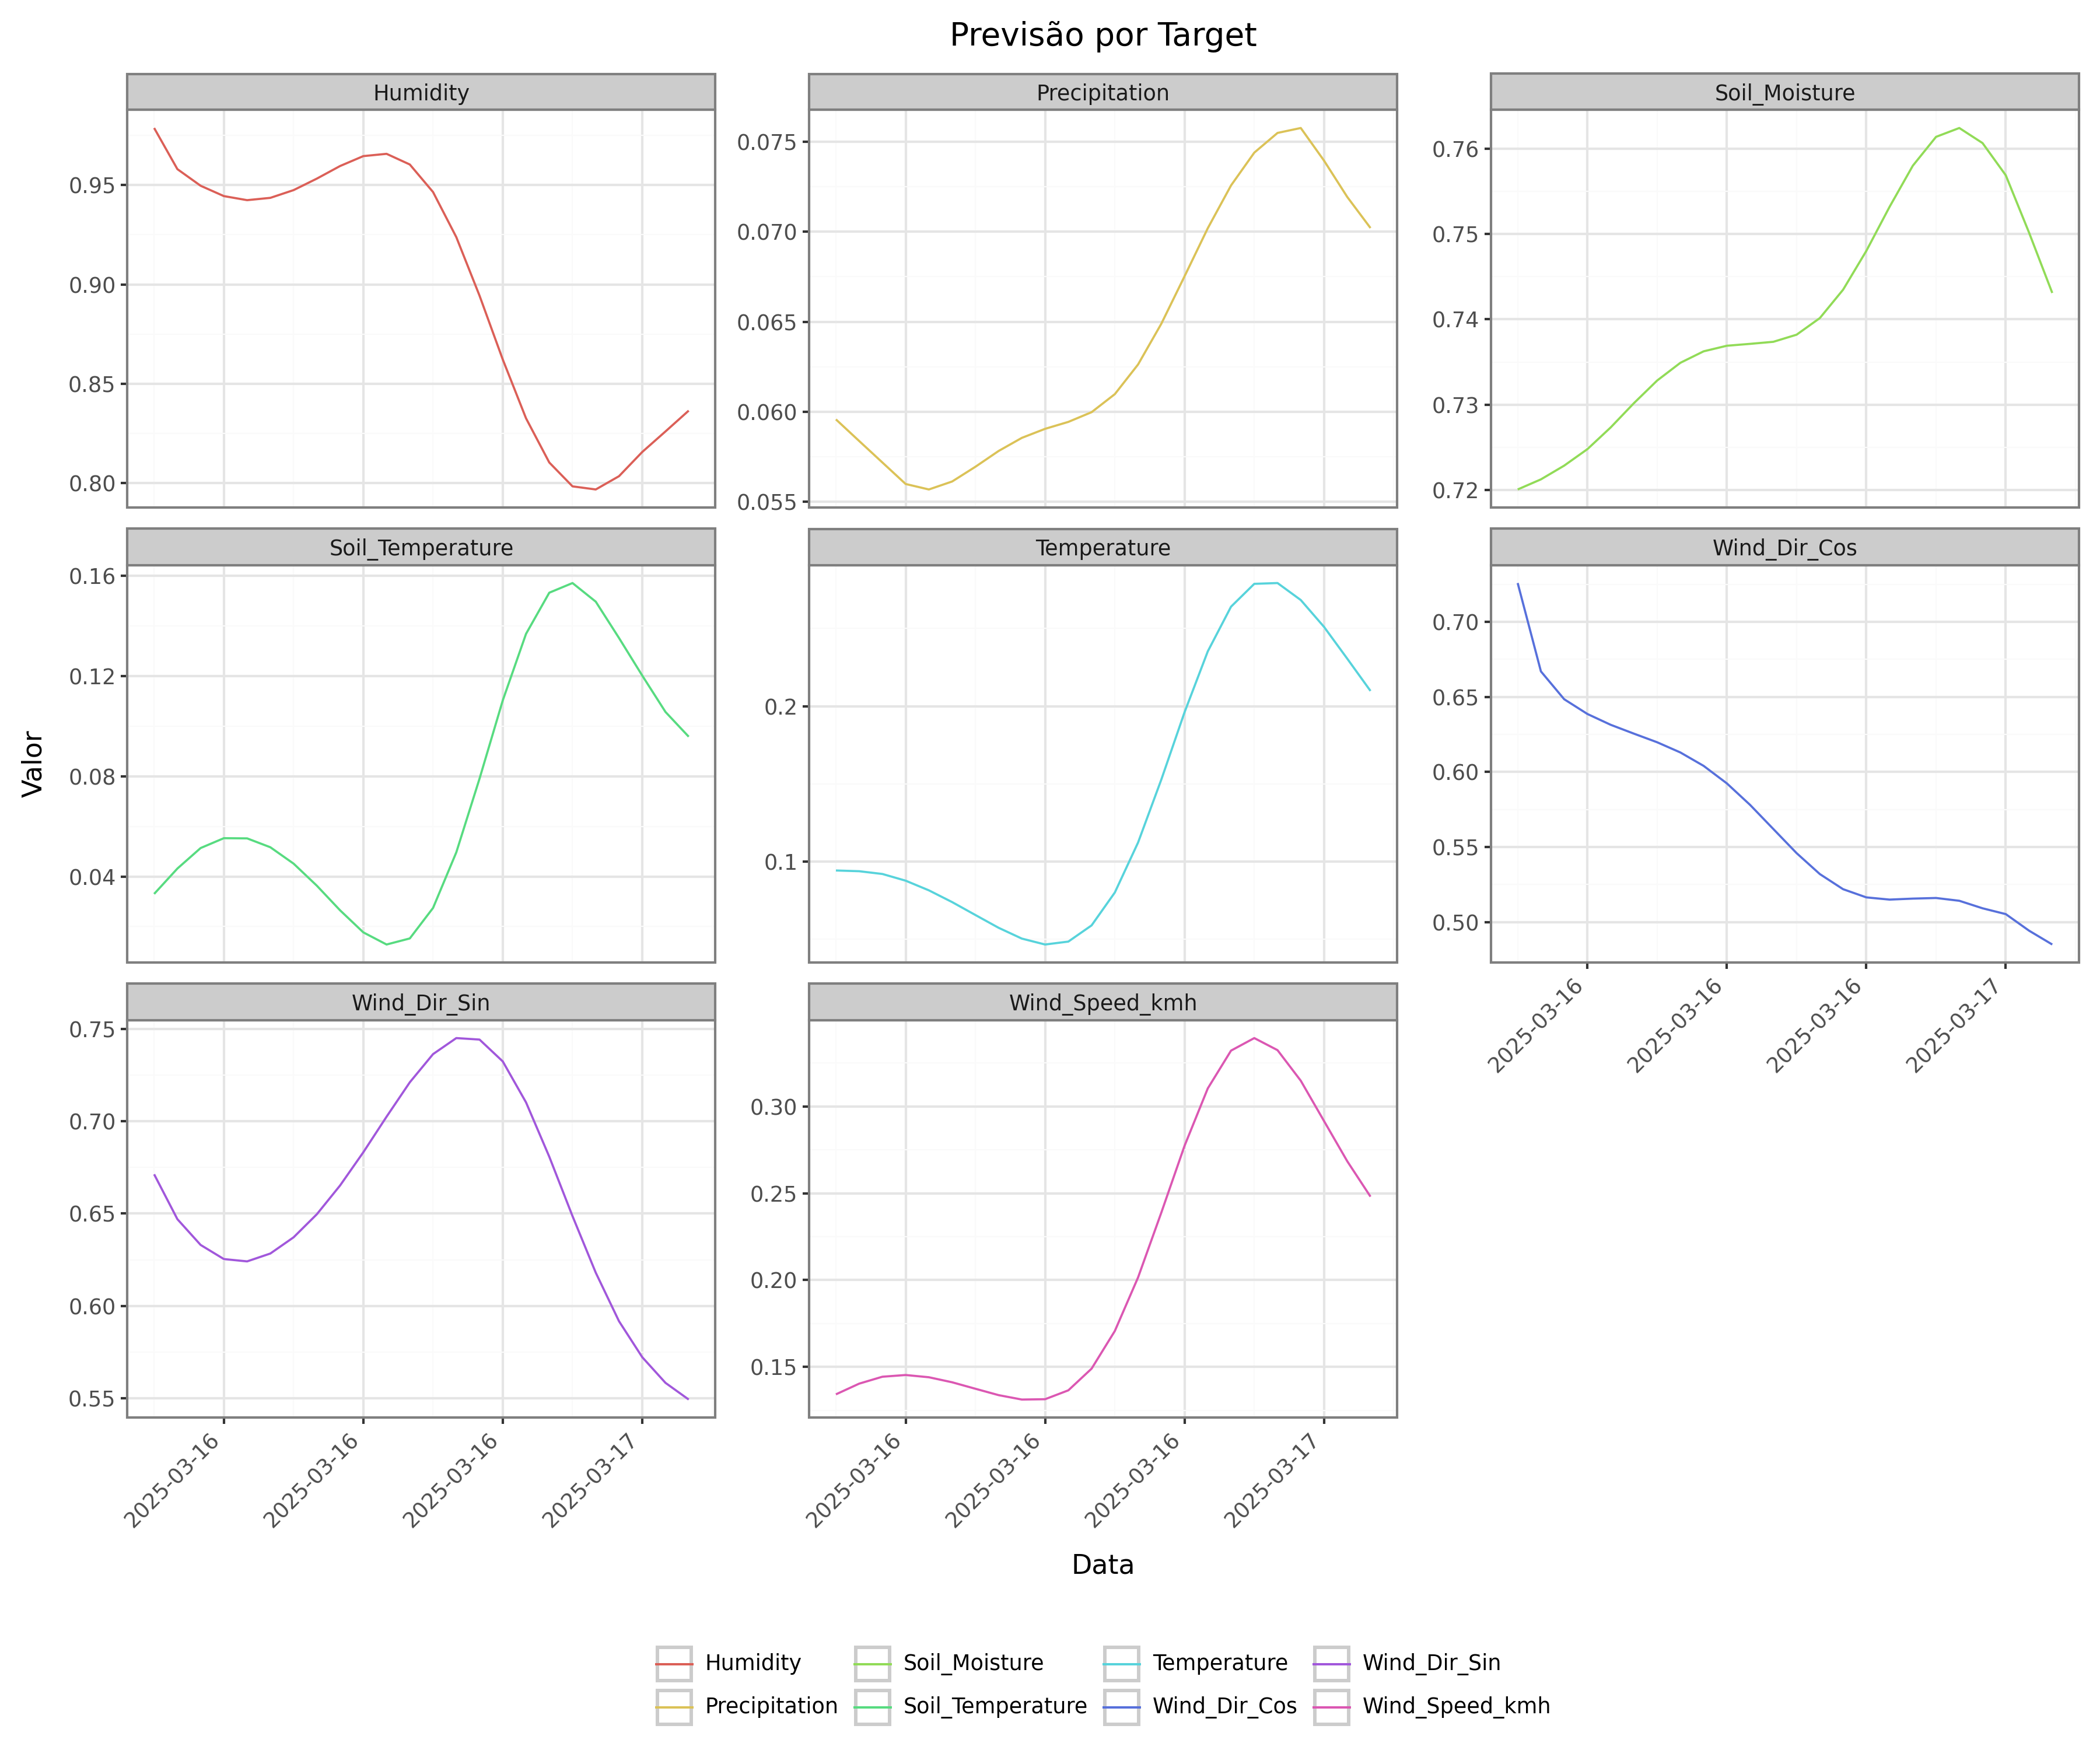 Previsão por Target
Humidity
0.95
0.90
0.85
0.80
Precipitation
0.075
0.070
0.065
0.060
0.055
Soil_Moisture
0.76
0.75
0.74
0.73
0.72
Valor
Soil_Temperature
0.16
0.12
0.08
0.04
Temperature
0.2
0.1
Wind_Dir_Cos
0.70
0.65
0.60
0.55
0.50
2025-03-16
2025-03-16
2025-03-16
2025-03-17
Wind_Dir_Sin
0.75
0.70
0.65
0.60
0.55
2025-03-16
2025-03-16
2025-03-16
2025-03-17
Wind_Speed_kmh
0.30
0.25
0.20
0.15
2025-03-16
2025-03-16
2025-03-16
2025-03-17
Data
Humidity
Precipitation
Soil_Moisture
Soil_Temperature
Temperature
Wind_Dir_Cos
Wind_Dir_Sin
Wind_Speed_kmh